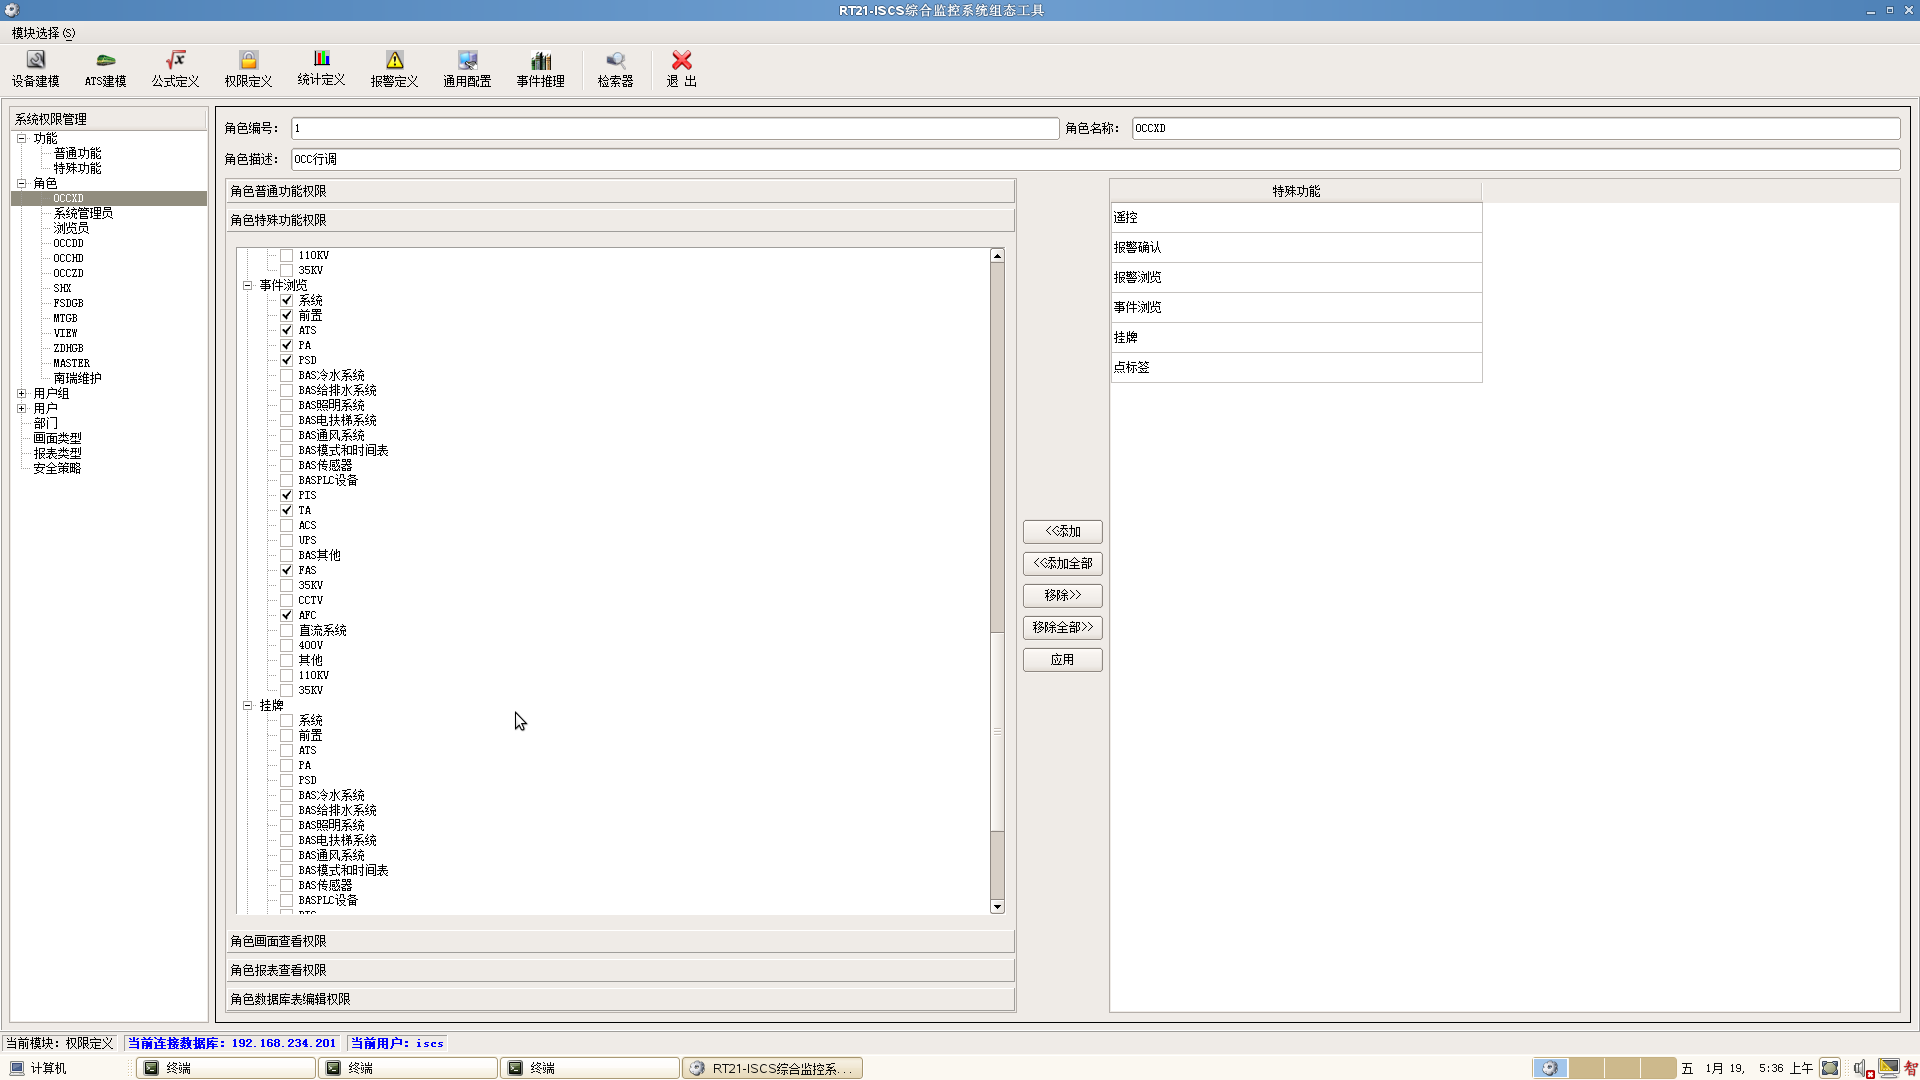 RT21-ISCS综合监控系统组态工具
模块选择 (S)
设备建模
ATS建模
公式定义
权限定义
统计定义
报警定义
通用配置
事件推理
检索器
退 出
系统权限管理
功能
普通功能
特殊功能
角色
OCCXD
系统管理员
浏览员
OCCDD
OCCHD
OCCZD
SHX
FSDGB
MTGB
VIEW
ZDHGB
MASTER
南瑞维护
用户组
用户
部门
画面类型
报表类型
安全策略
角色编号: 1
角色名称: OCCXD
角色描述: OCC行调
角色普通功能权限
角色特殊功能权限
110KV
35KV
事件浏览
系统
前置
ATS
PA
PSD
BAS冷水系统
BAS给排水系统
BAS照明系统
BAS电扶梯系统
BAS通风系统
BAS模式和时间表
BAS传感器
BASPLC设备
PIS
TA
ACS
UPS
BAS其他
FAS
35KV
CCTV
AFC
直流系统
400V
其他
110KV
35KV
挂牌
系统
前置
ATS
PA
PSD
BAS冷水系统
BAS给排水系统
BAS照明系统
BAS电扶梯系统
BAS通风系统
BAS模式和时间表
BAS传感器
BASPLC设备
角色画面查看权限
角色报表查看权限
角色数据库表编辑权限
<<添加
<<添加全部
移除>>
移除全部>>
应用
特殊功能
遥控
报警确认
报警浏览
事件浏览
挂牌
点标签
当前模块: 权限定义
当前连接数据库: 192.168.234.201
当前用户: iscs
计算机
终端
终端
终端
RT21-ISCS综合监控系...
五 1月 19, 5:36 上午
智